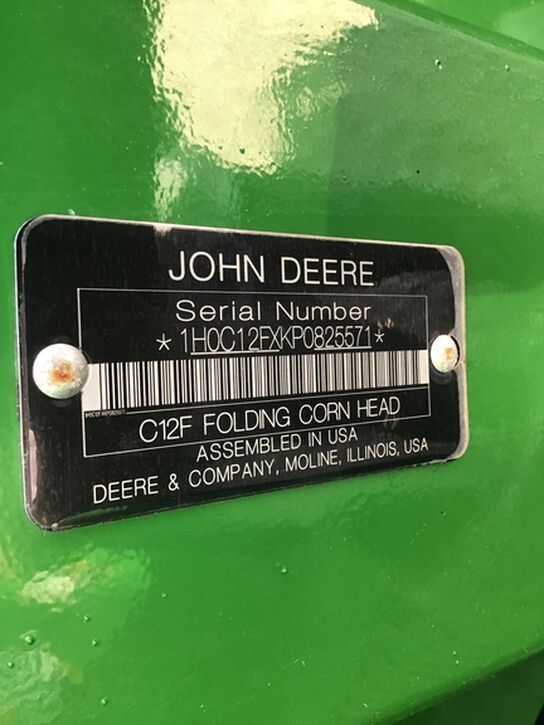 JOHN DEERE
Serial Number
*1H0C12FXKP0825571*
C12F FOLDING CORN HEAD
ASSEMBLED IN USA
DEERE & COMPANY, MOLINE, ILLINOIS, USA